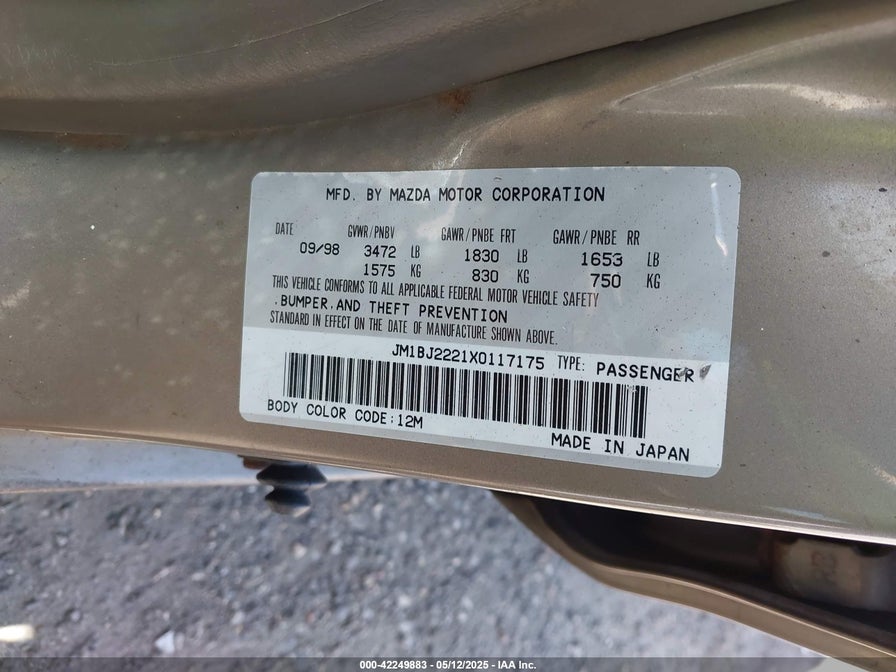 MFD. BY MAZDA MOTOR CORPORATION
DATE GVWR/PNBV GAWR/PNBE FRT GAWR/PNBE RR
09/98 3472 LB 1830 LB 1653 LB
1575 KG 830 KG 750 KG
THIS VEHICLE CONFORMS TO ALL APPLICABLE FEDERAL MOTOR VEHICLE SAFETY
,BUMPER,AND THEFT PREVENTION
STANDARD IN EFFECT ON THE DATE OF MANUFACTURE SHOWN ABOVE.
JM1BJ2221X0117175 TYPE: PASSENGER
BODY COLOR CODE:12M
MADE IN JAPAN
000-42249883 - 05/12/2025 - IAA Inc.